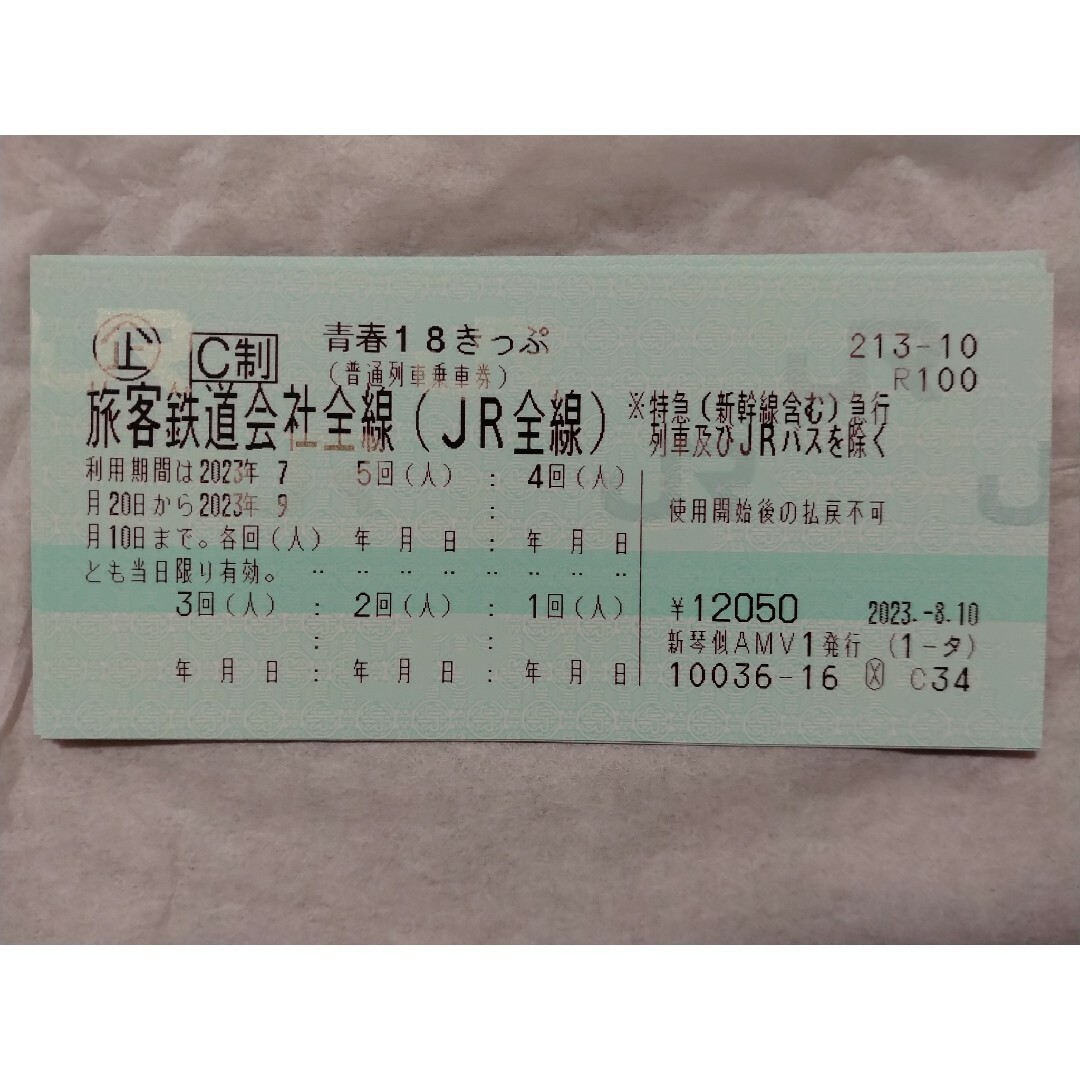 企 C制 青春18きっぷ 213-10
(普通列車乗車券) R100
旅客鉄道会社全線(JR全線) ※特急(新幹線含む)急行
列車及びJRバスを除く
利用期間は2023年 7 5回(人) : 4回(人)
月20日から2023年 9 : 使用開始後の払戻不可
月10日まで。各回(人) 年 月 日 : 年 月 日
とも当日限り有効。 ‥ ‥ ‥ ‥ ‥ ‥ ‥ ‥
3回(人) : 2回(人) : 1回(人) ¥12050 2023.-8.10
: : 新琴似AMV1発行 (1-タ)
年 月 日 : 年 月 日 : 年 月 日 10036-16 C34